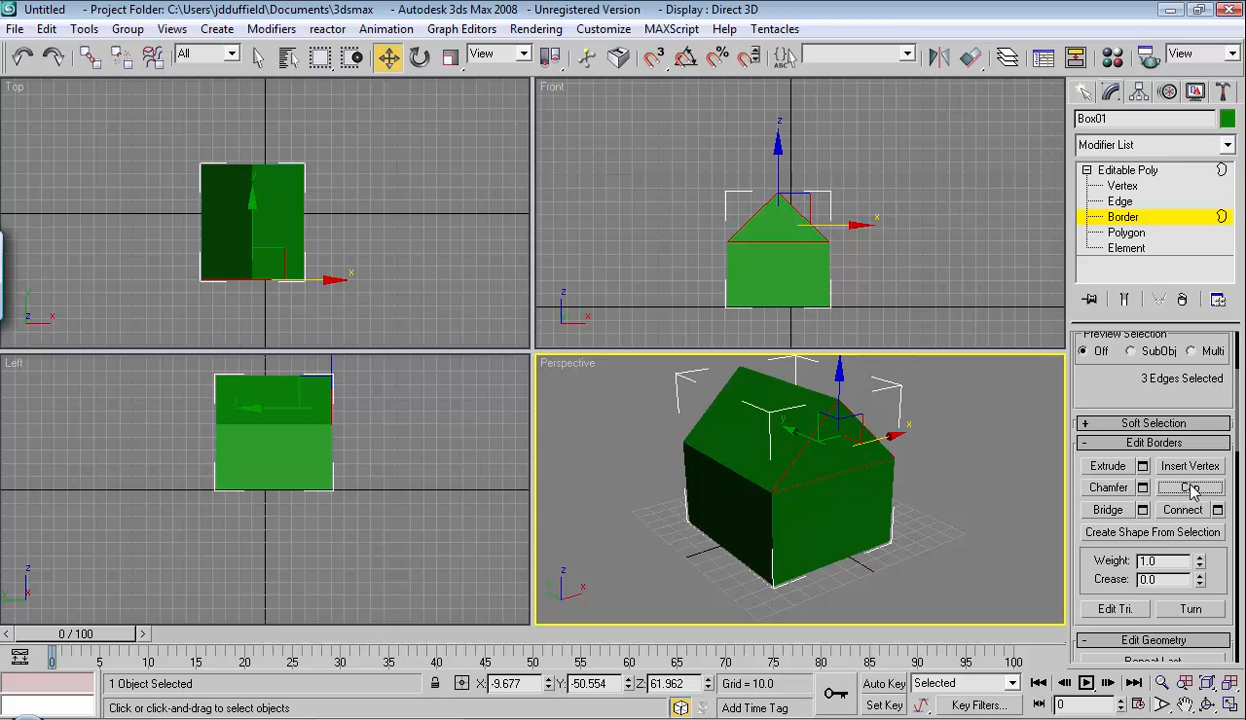 Untitled - Project Folder: C:\Users\jdduffield\Documents\3dsmax - Autodesk 3ds Max 2008 - Unregistered Version - Display : Direct 3D
File Edit Tools Group Views Create Modifiers reactor Animation Graph Editors Rendering Customize MAXScript Help Tentacles
All View 3 View
Top
Front
Left
Perspective
y
x
z
x
z
x
y
z
x
y
z
x
y
x
z
x
Box01
Modifier List
Editable Poly
Vertex
Edge
Border
Polygon
Element
Preview Selection
Off SubObj Multi
3 Edges Selected
+ Soft Selection
- Edit Borders
Extrude Insert Vertex
Chamfer
Bridge Connect
Create Shape From Selection
Weight: 1.0
Crease: 0.0
Edit Tri. Turn
- Edit Geometry
Repeat Last
0 / 100
0 5 10 15 20 25 30 35 40 45 50 55 60 65 70 75 80 85 90 95 100
1 Object Selected X: -9.677 Y: -50.554 Z: 61.962 Grid = 10.0 Auto Key Selected
Click or click-and-drag to select objects Add Time Tag Set Key Key Filters... 0